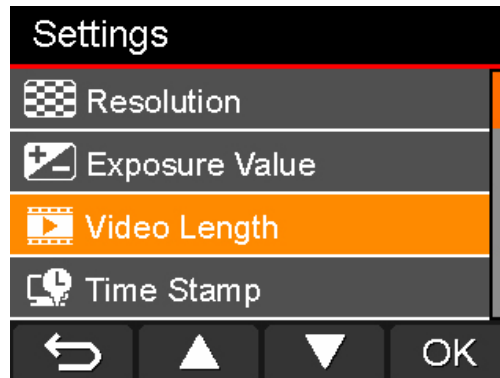 Settings
Resolution
Exposure Value
Video Length
Time Stamp
OK